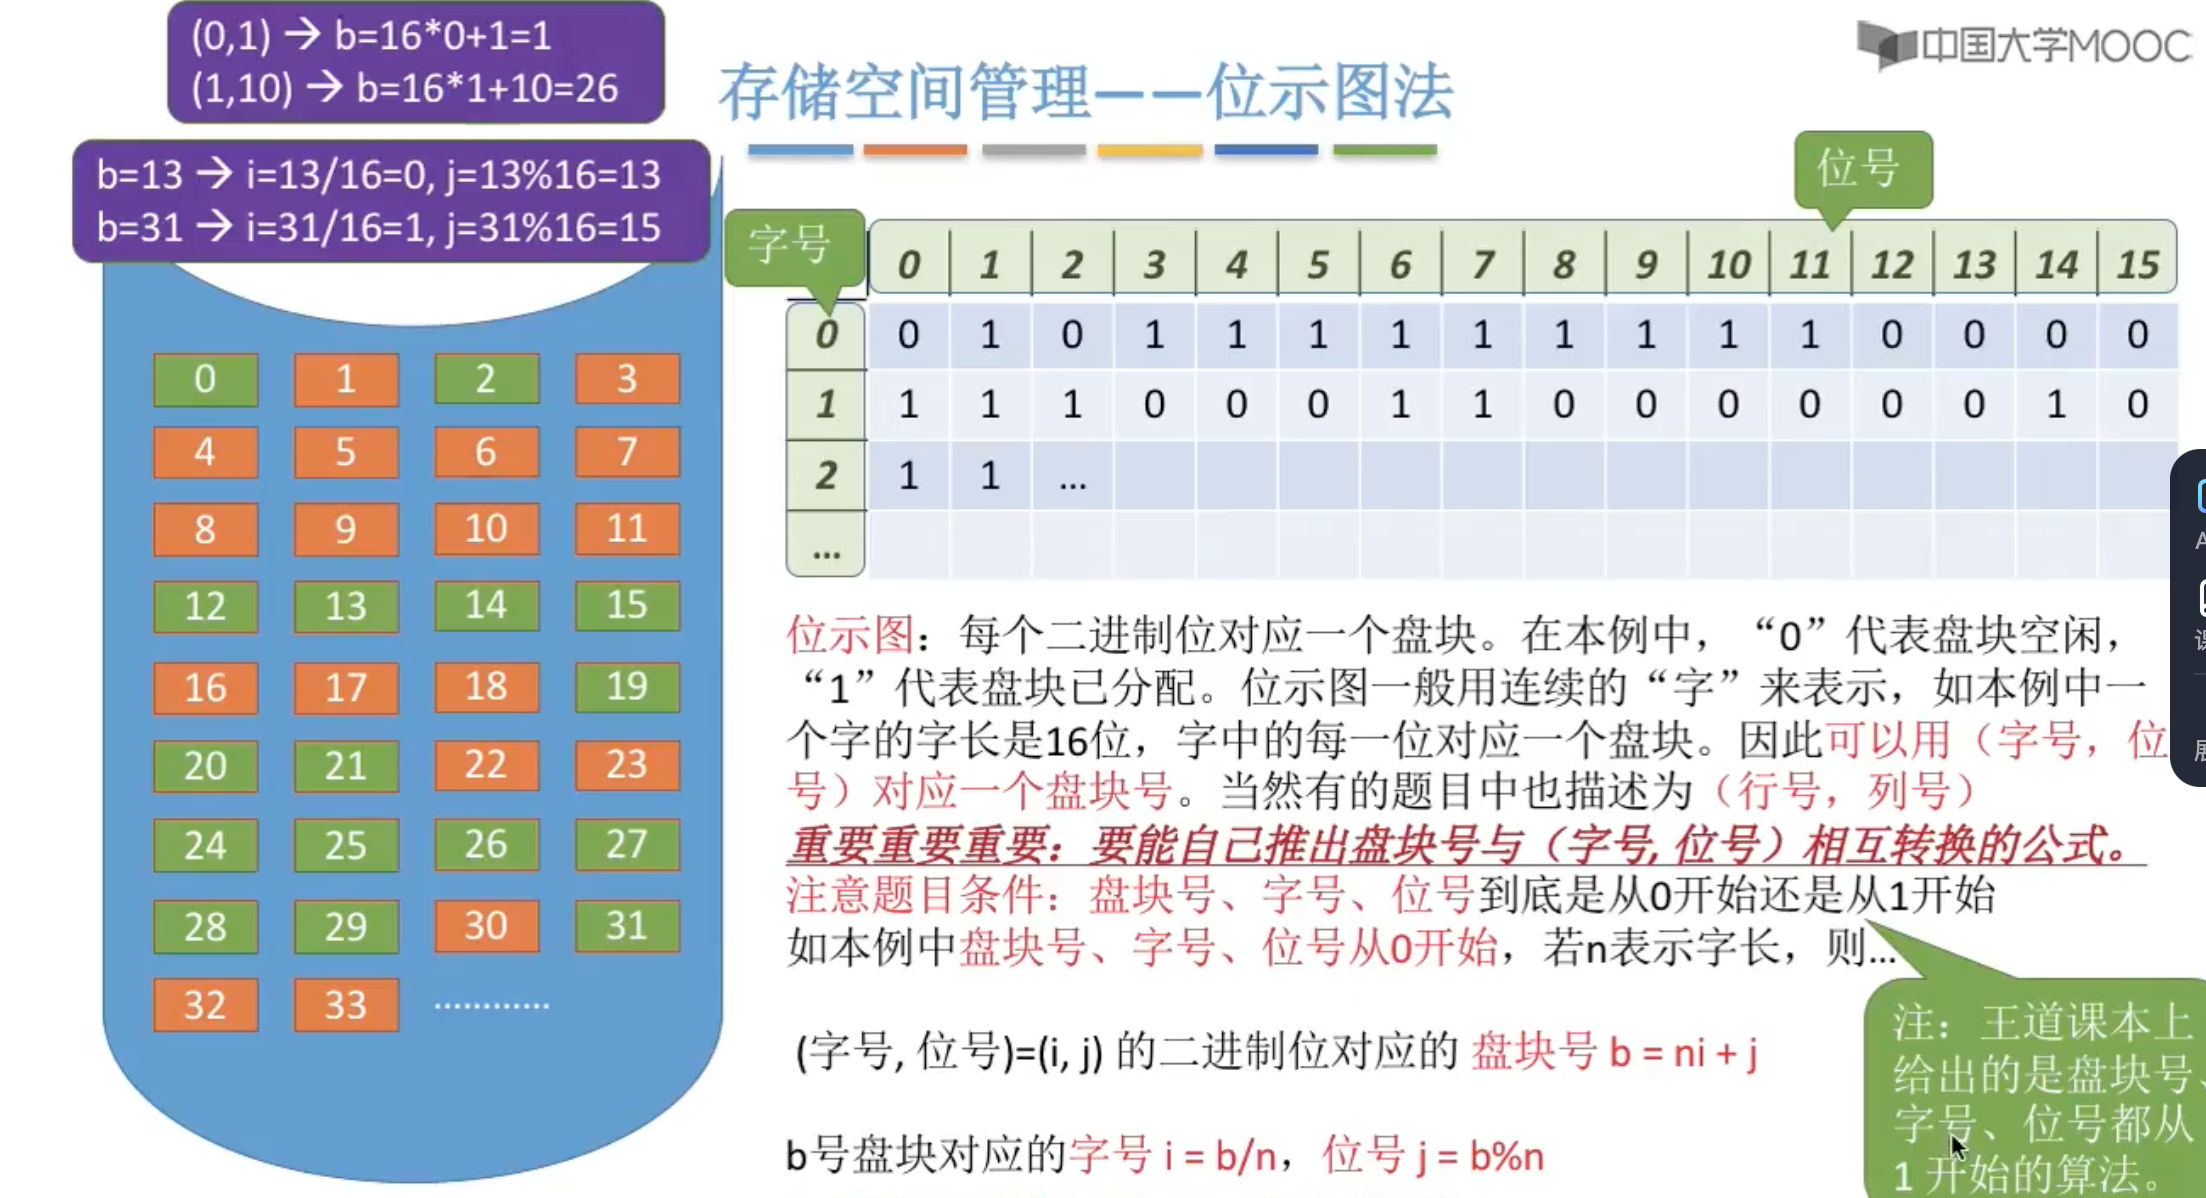 (0,1) → b=16*0+1=1
(1,10) → b=16*1+10=26
中国大学MOOC
存储空间管理——位示图法
b=13 → i=13/16=0, j=13%16=13
b=31 → i=31/16=1, j=31%16=15
位号
字号
0 1 2 3 4 5 6 7 8 9 10 11 12 13 14 15
0 0 1 0 1 1 1 1 1 1 1 1 1 0 0 0 0
1 1 1 1 0 0 0 1 1 0 0 0 0 0 0 1 0
2 1 1 ...
...
0 1 2 3
4 5 6 7
8 9 10 11
12 13 14 15
16 17 18 19
20 21 22 23
24 25 26 27
28 29 30 31
32 33 …………
位示图：每个二进制位对应一个盘块。在本例中，“0”代表盘块空闲，
“1”代表盘块已分配。位示图一般用连续的“字”来表示，如本例中一
个字的字长是16位，字中的每一位对应一个盘块。因此可以用（字号，位
号）对应一个盘块号。当然有的题目中也描述为（行号，列号）
重要重要重要：要能自己推出盘块号与（字号, 位号）相互转换的公式。
注意题目条件：盘块号、字号、位号到底是从0开始还是从1开始
如本例中盘块号、字号、位号从0开始，若n表示字长，则...
(字号, 位号)=(i, j) 的二进制位对应的 盘块号 b = ni + j
b号盘块对应的字号 i = b/n，位号 j = b%n
注：王道课本上
给出的是盘块号、
字号、位号都从
1 开始的算法。